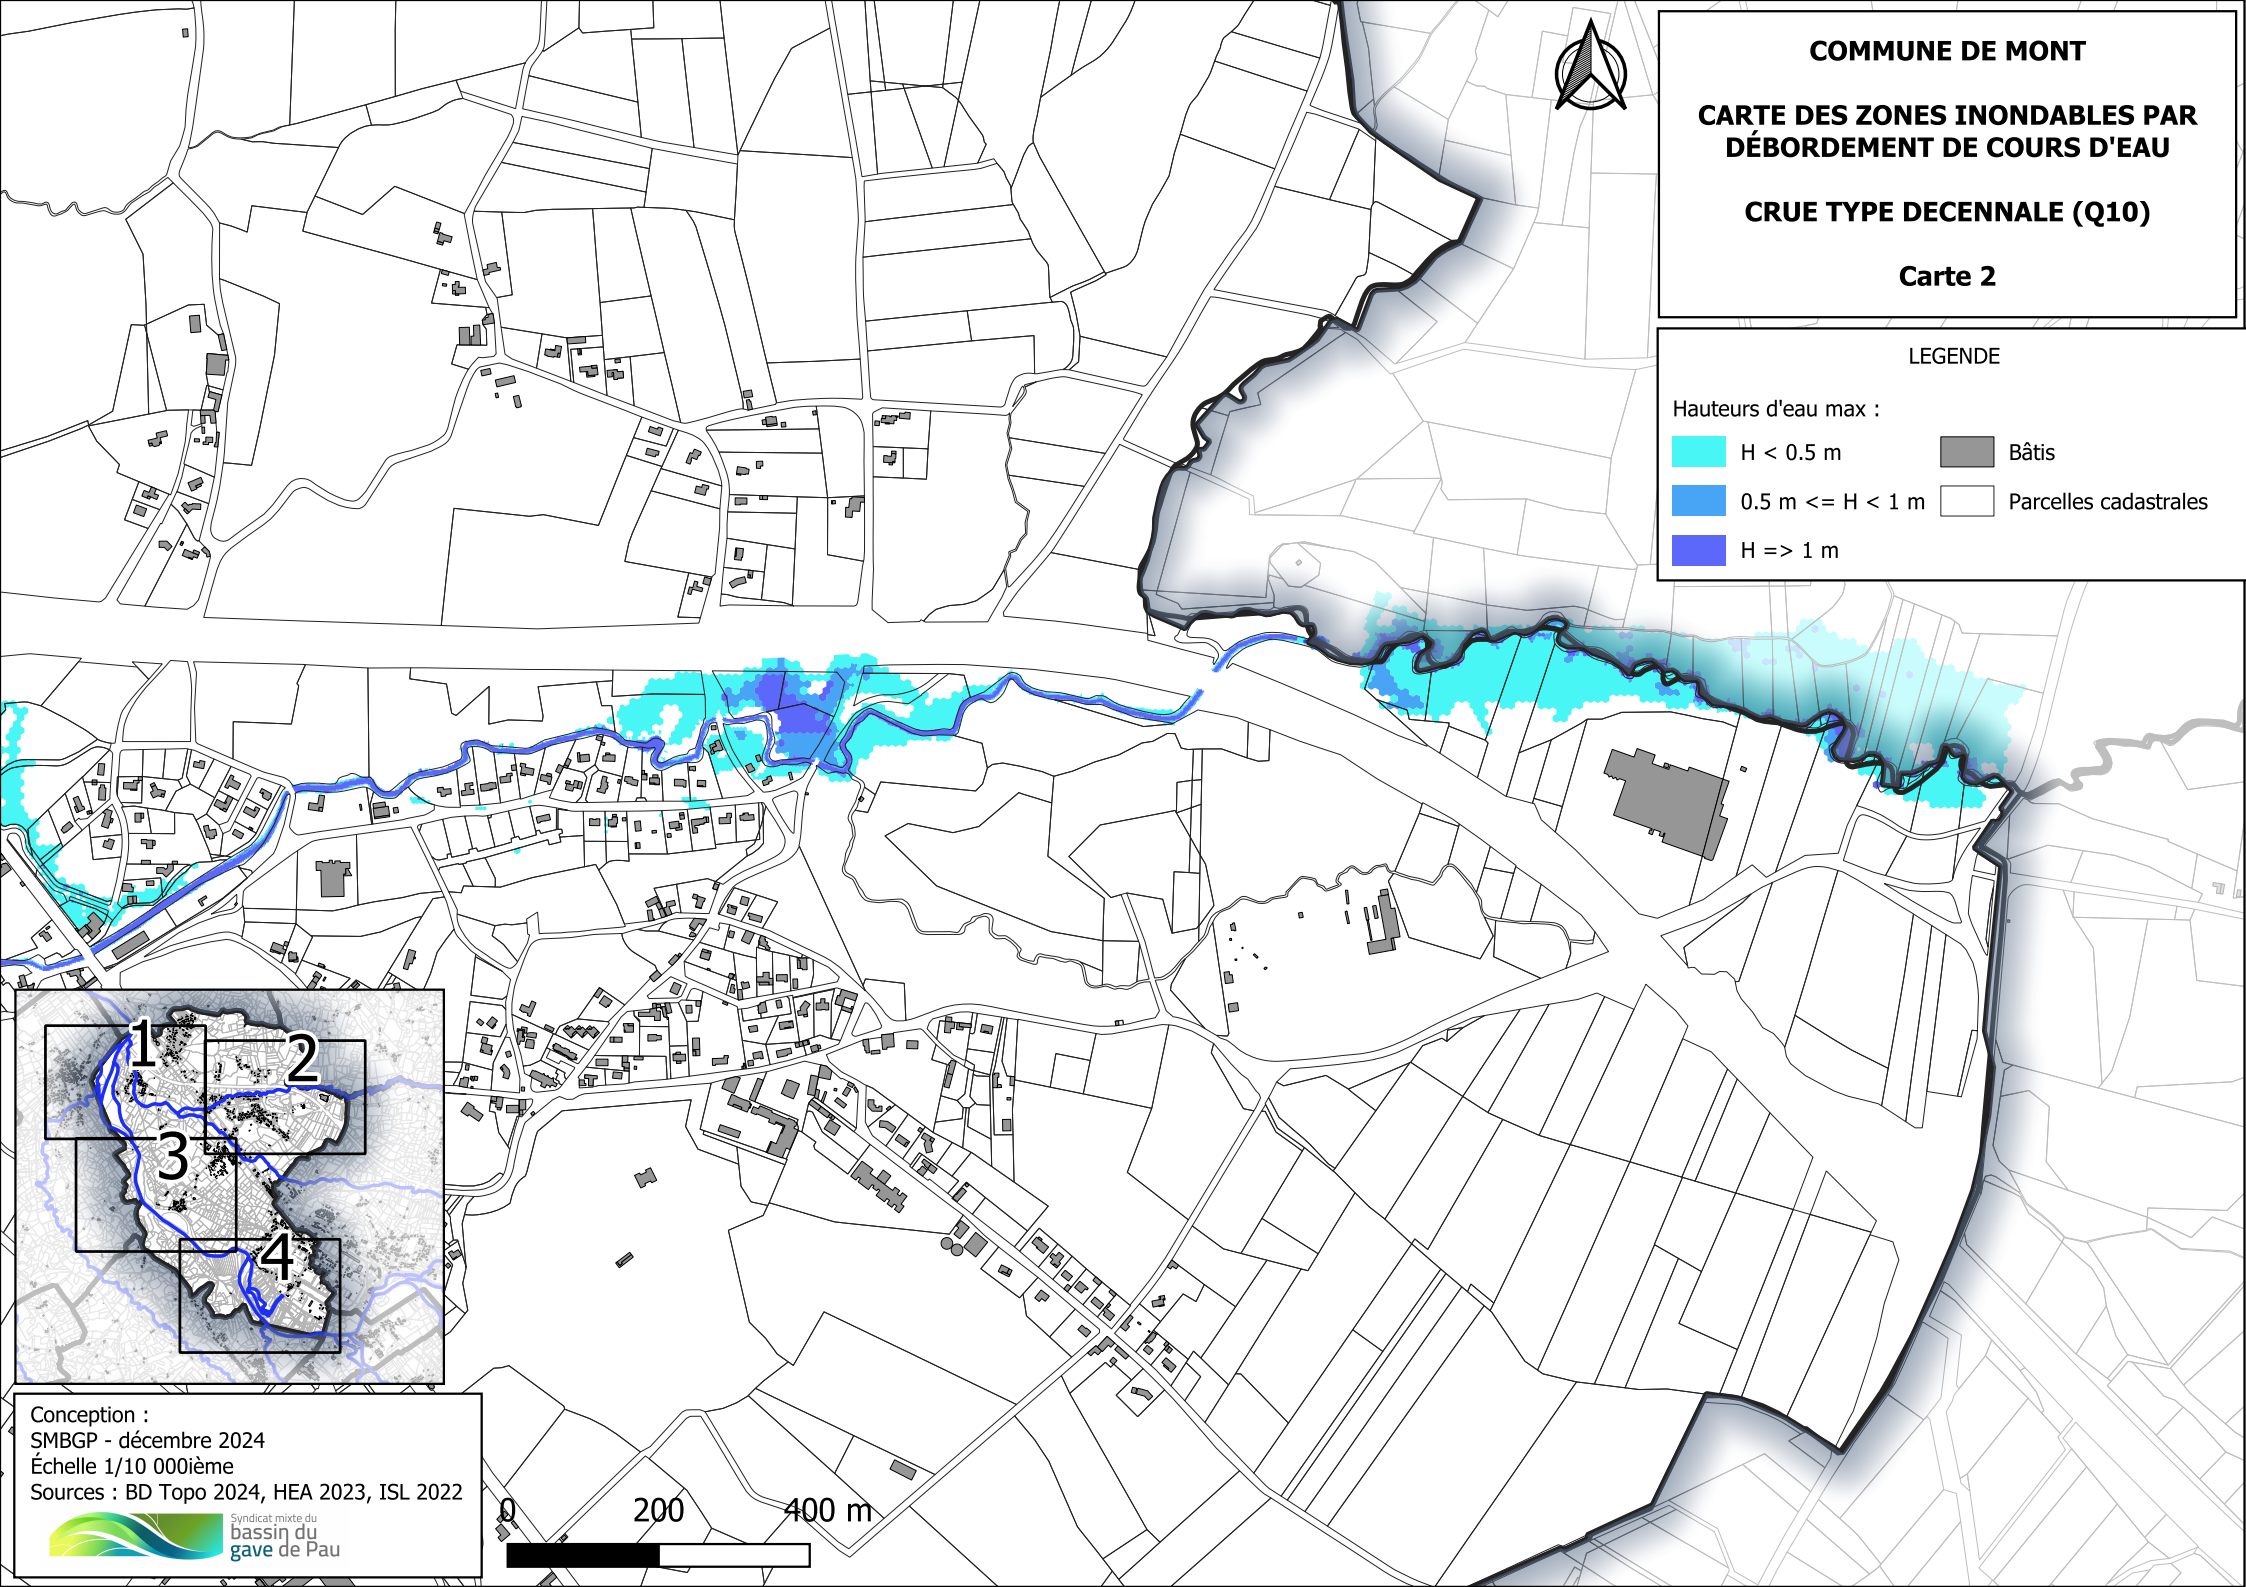 COMMUNE DE MONT
CARTE DES ZONES INONDABLES PAR
DÉBORDEMENT DE COURS D'EAU
CRUE TYPE DECENNALE (Q10)
Carte 2
LEGENDE
Hauteurs d'eau max :
H < 0.5 m
Bâtis
0.5 m <= H < 1 m
Parcelles cadastrales
H => 1 m
1
2
3
4
Conception :
SMBGP - décembre 2024
Échelle 1/10 000ième
Sources : BD Topo 2024, HEA 2023, ISL 2022
Syndicat mixte du
bassin du
gave de Pau
0 200 400 m